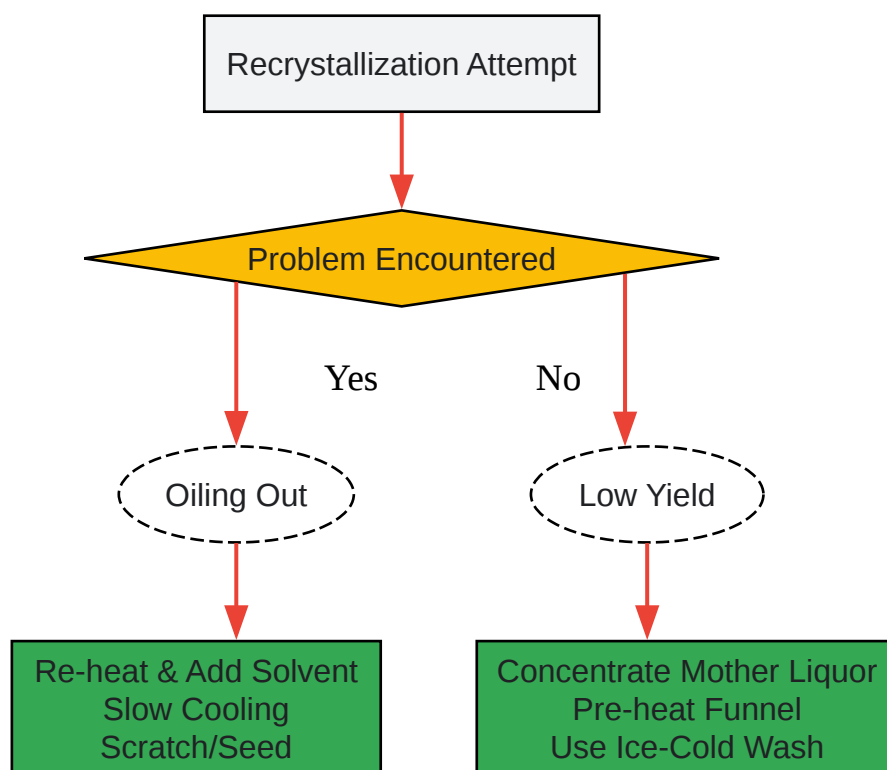 Recrystallization Attempt
Problem Encountered
Yes
No
Oiling Out
Low Yield
Re-heat & Add Solvent
Slow Cooling
Scratch/Seed
Concentrate Mother Liquor
Pre-heat Funnel
Use Ice-Cold Wash